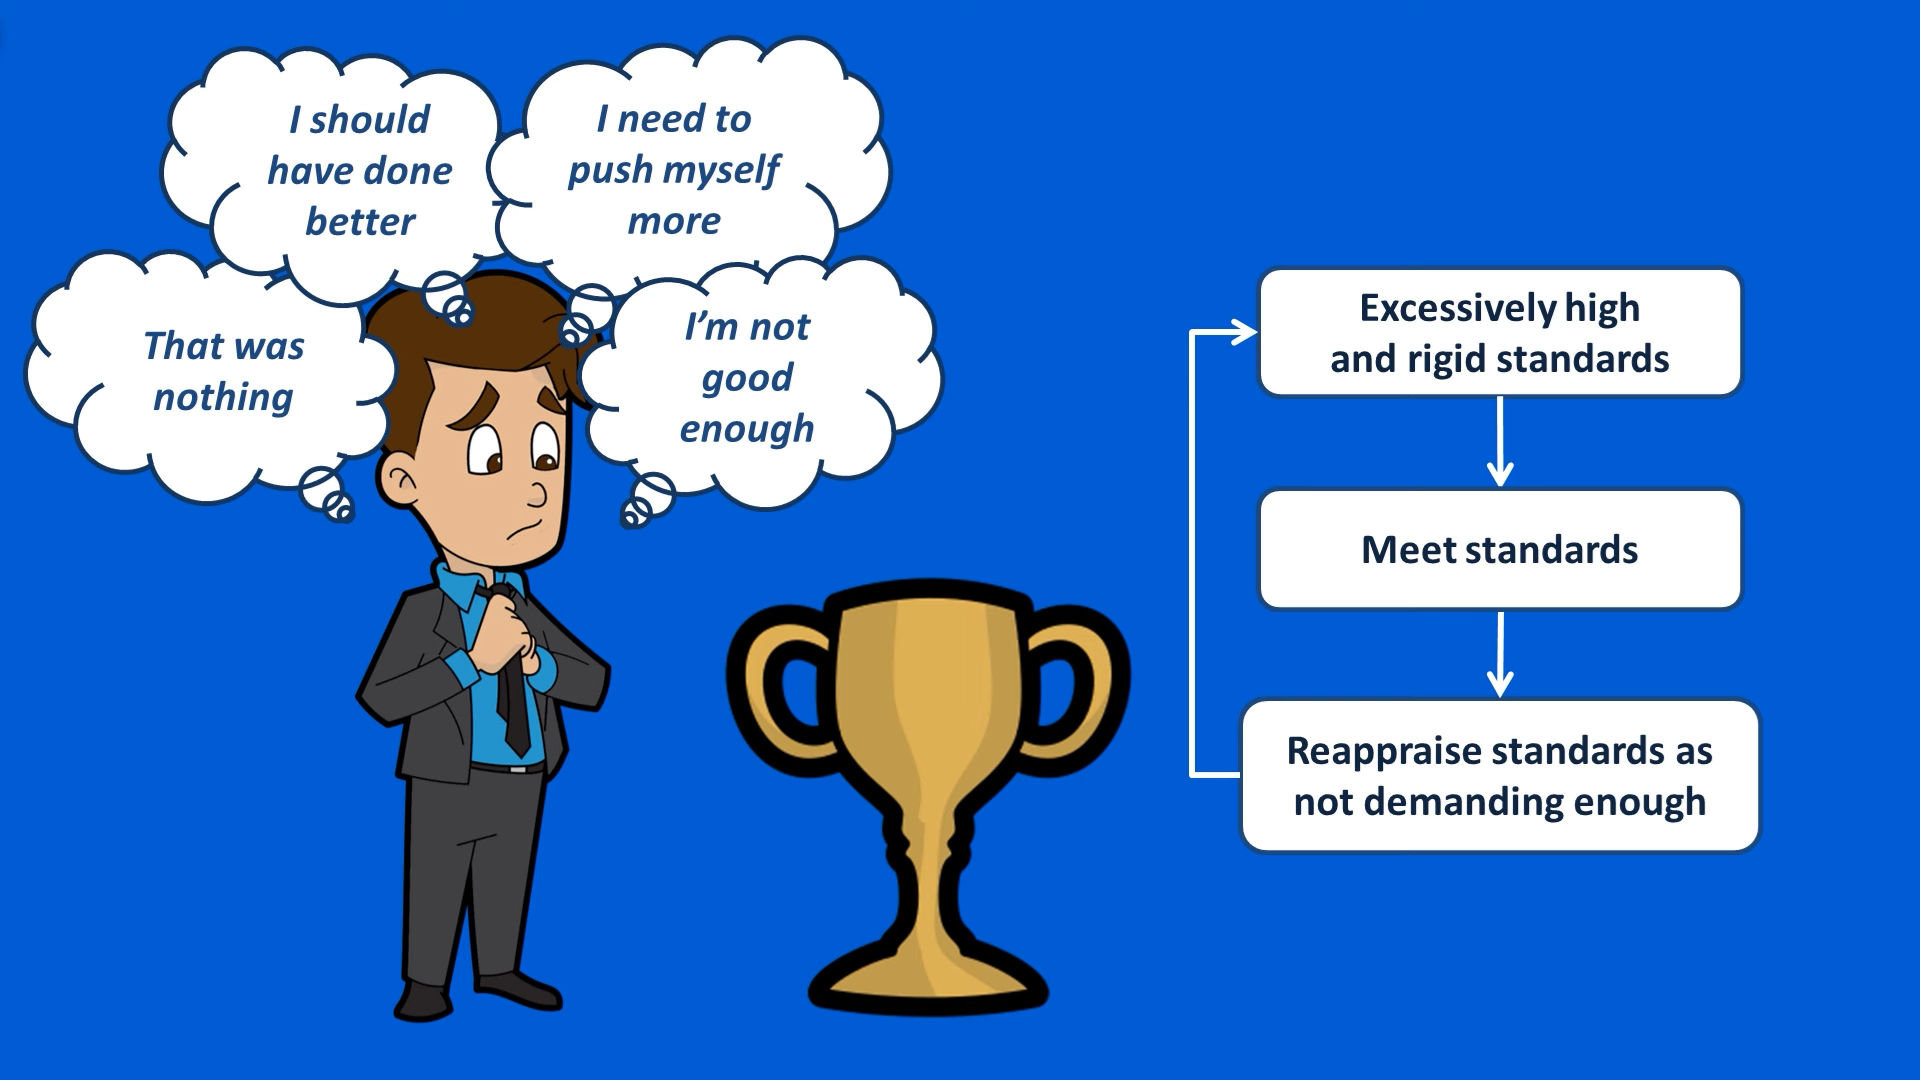 I should
have done
better
I need to
push myself
more
That was
nothing
I’m not
good
enough
Excessively high
and rigid standards
Meet standards
Reappraise standards as
not demanding enough